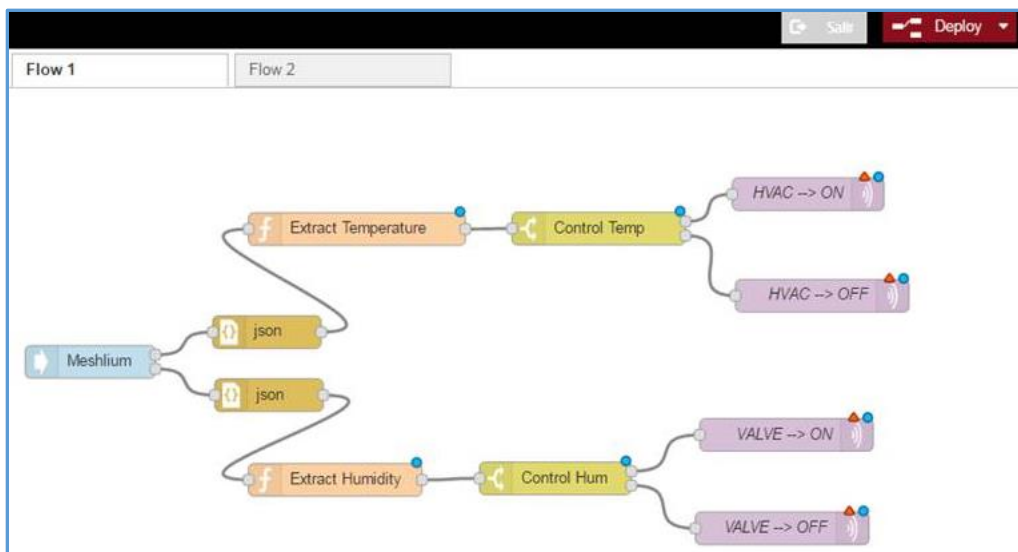 Salir
Deploy
Flow 1
Flow 2
HVAC --> ON
Extract Temperature
Control Temp
HVAC --> OFF
json
Meshlium
json
VALVE --> ON
Extract Humidity
Control Hum
VALVE --> OFF